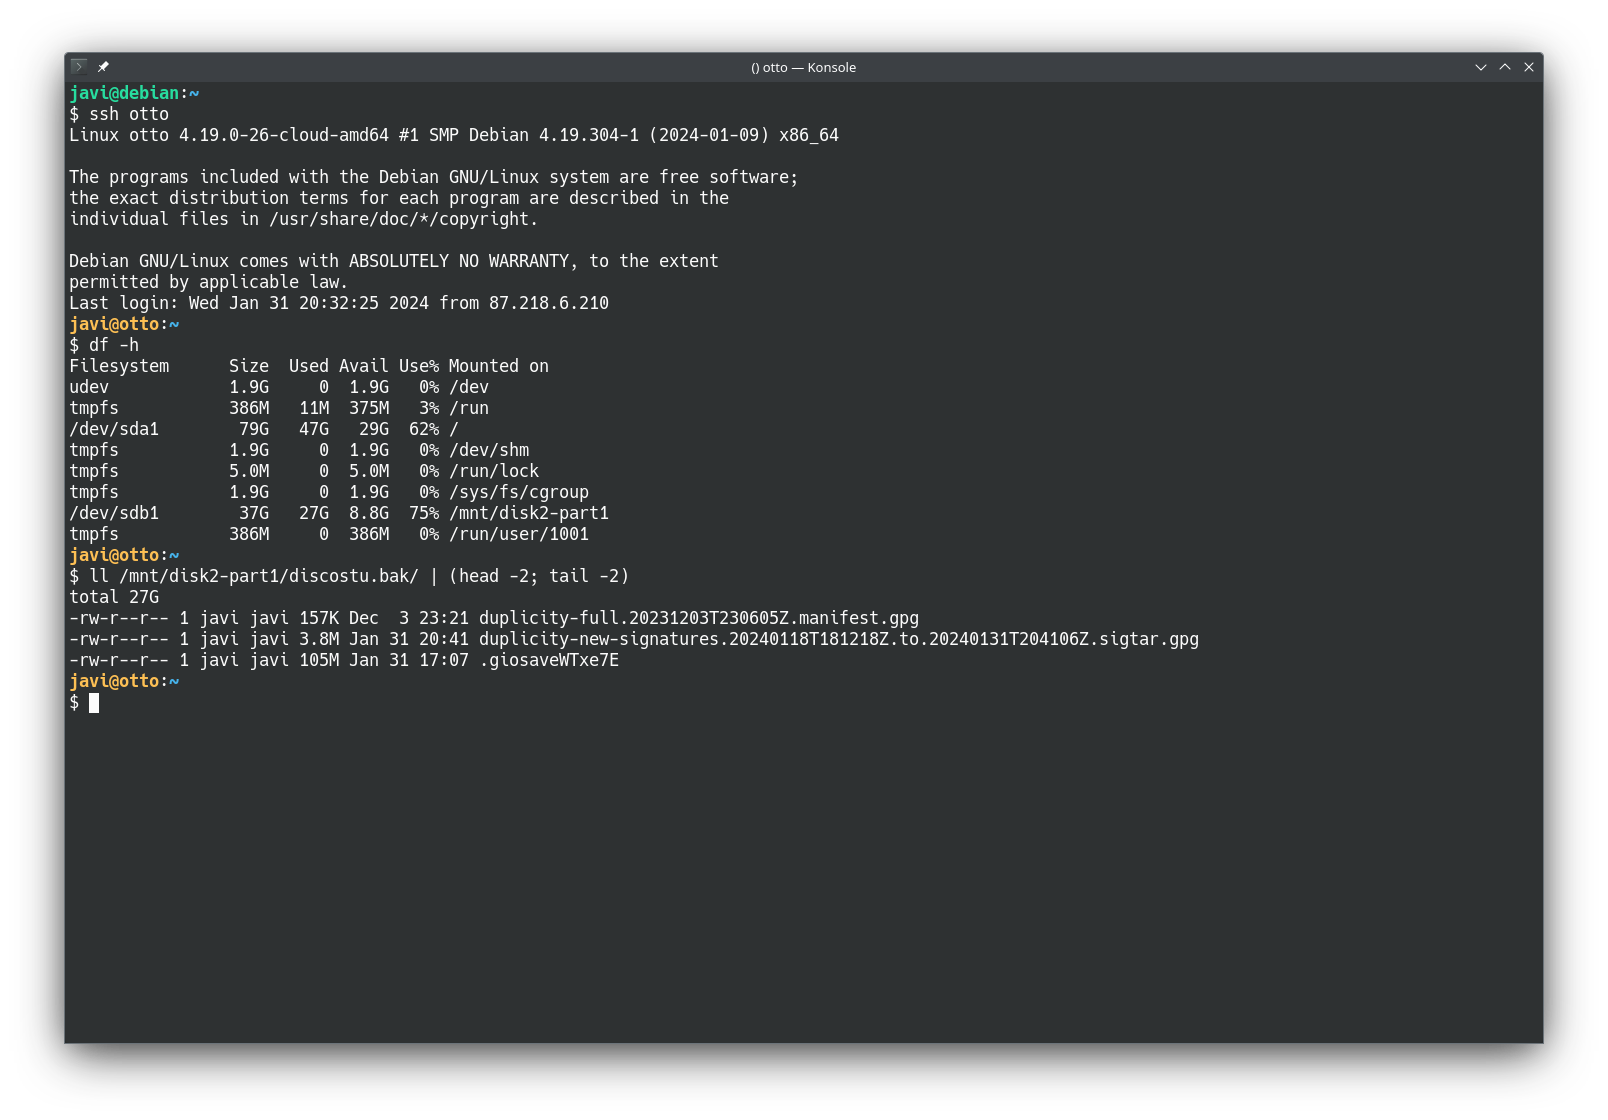 () otto — Konsole
javi@debian:~
$ ssh otto
Linux otto 4.19.0-26-cloud-amd64 #1 SMP Debian 4.19.304-1 (2024-01-09) x86_64

The programs included with the Debian GNU/Linux system are free software;
the exact distribution terms for each program are described in the
individual files in /usr/share/doc/*/copyright.

Debian GNU/Linux comes with ABSOLUTELY NO WARRANTY, to the extent
permitted by applicable law.
Last login: Wed Jan 31 20:32:25 2024 from 87.218.6.210
javi@otto:~
$ df -h
Filesystem      Size  Used Avail Use% Mounted on
udev            1.9G     0  1.9G   0% /dev
tmpfs           386M   11M  375M   3% /run
/dev/sda1        79G   47G   29G  62% /
tmpfs           1.9G     0  1.9G   0% /dev/shm
tmpfs           5.0M     0  5.0M   0% /run/lock
tmpfs           1.9G     0  1.9G   0% /sys/fs/cgroup
/dev/sdb1        37G   27G  8.8G  75% /mnt/disk2-part1
tmpfs           386M     0  386M   0% /run/user/1001
javi@otto:~
$ ll /mnt/disk2-part1/discostu.bak/ | (head -2; tail -2)
total 27G
-rw-r--r-- 1 javi javi 157K Dec  3 23:21 duplicity-full.20231203T230605Z.manifest.gpg
-rw-r--r-- 1 javi javi 3.8M Jan 31 20:41 duplicity-new-signatures.20240118T181218Z.to.20240131T204106Z.sigtar.gpg
-rw-r--r-- 1 javi javi 105M Jan 31 17:07 .giosaveWTxe7E
javi@otto:~
$